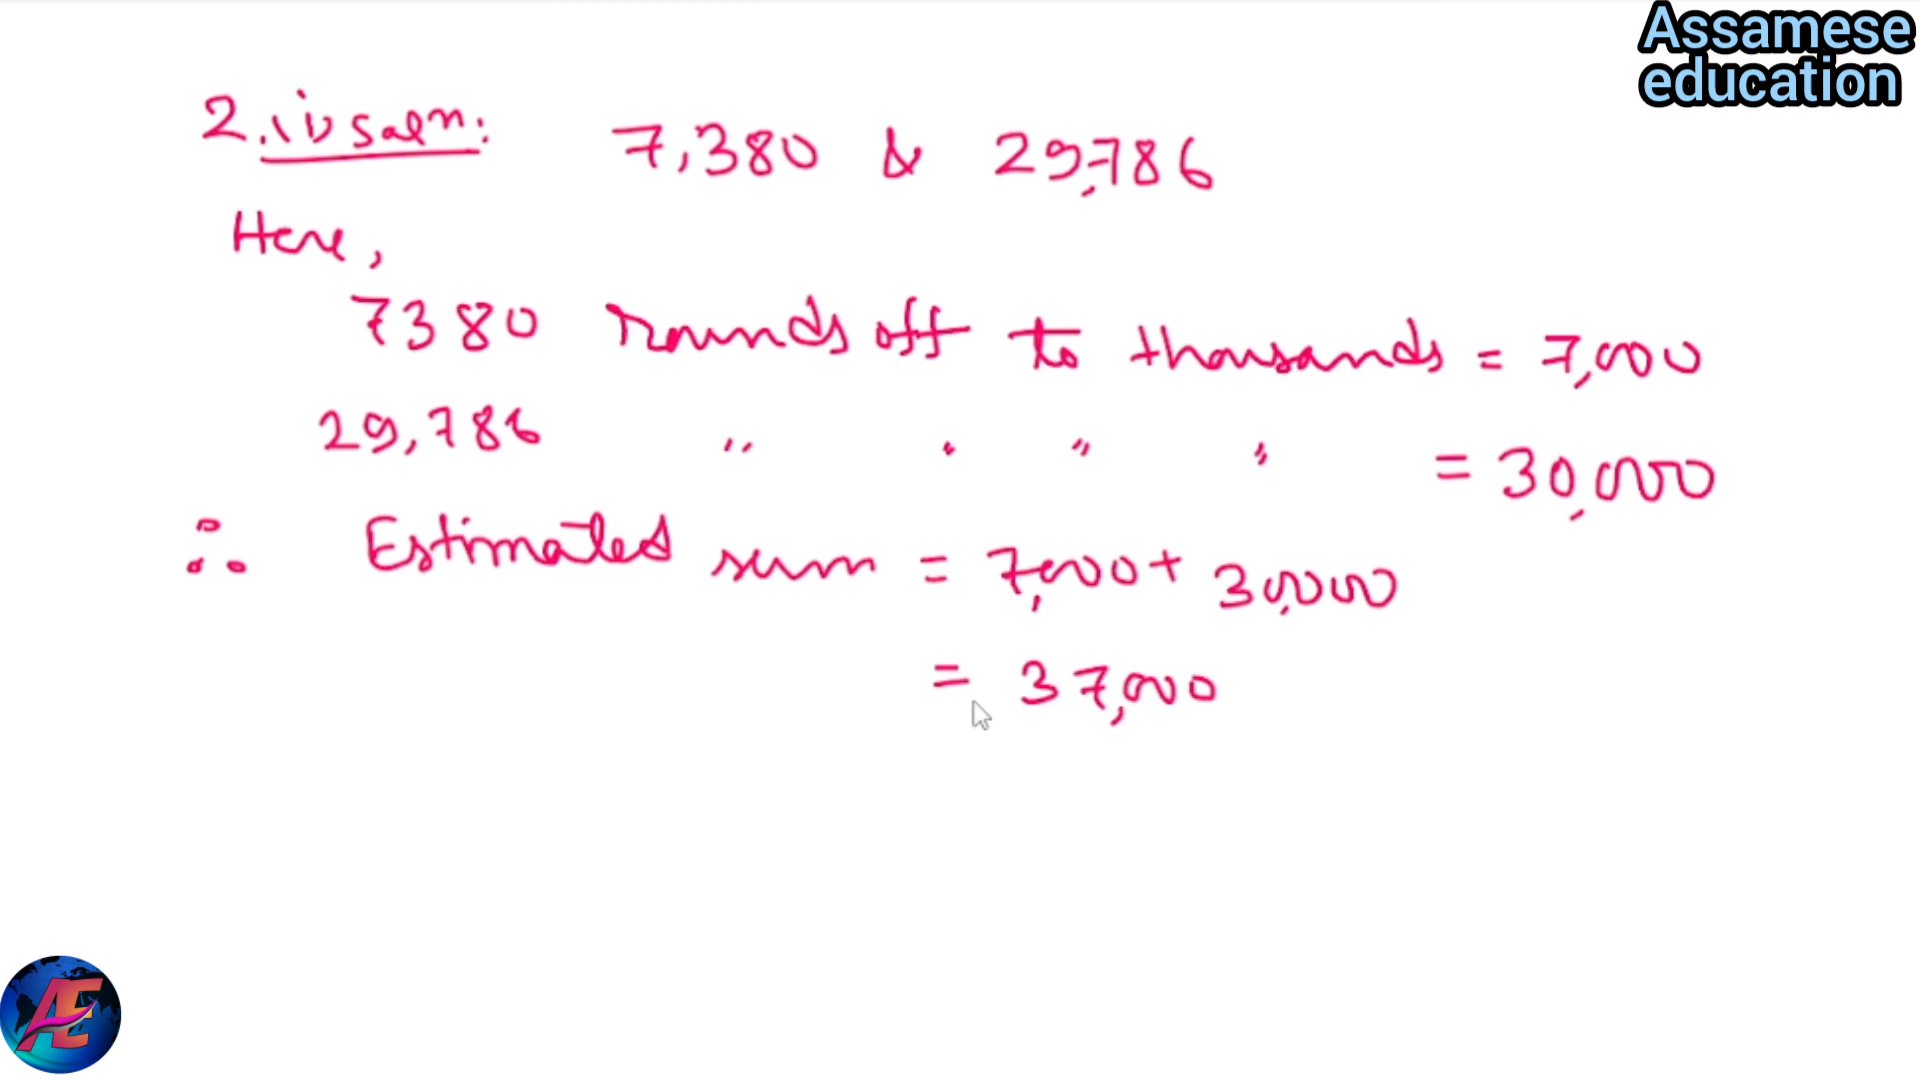 Assamese
education
2.iv soln: 7,380 & 29,786
Here,
7380 rounds off to thousands = 7,000
29,786 " " " " = 30,000
∴ Estimated sum = 7,000 + 30,000
= 37,000
Æ